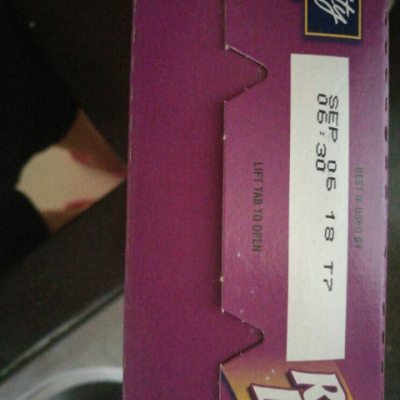 BEST IF USED BY
SEP 06 18 T7
06:30
LIFT TAB TO OPEN